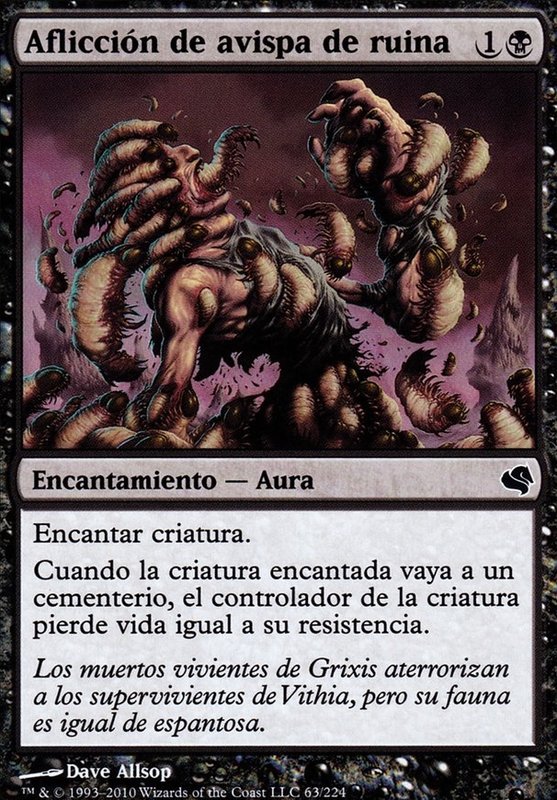 Aflicción de avispa de ruina 1
Encantamiento — Aura
Encantar criatura.
Cuando la criatura encantada vaya a un
cementerio, el controlador de la criatura
pierde vida igual a su resistencia.
Los muertos vivientes de Grixis aterrorizan
a los supervivientes de Vithia, pero su fauna
es igual de espantosa.
Dave Allsop
™ & © 1993–2010 Wizards of the Coast LLC 63/224